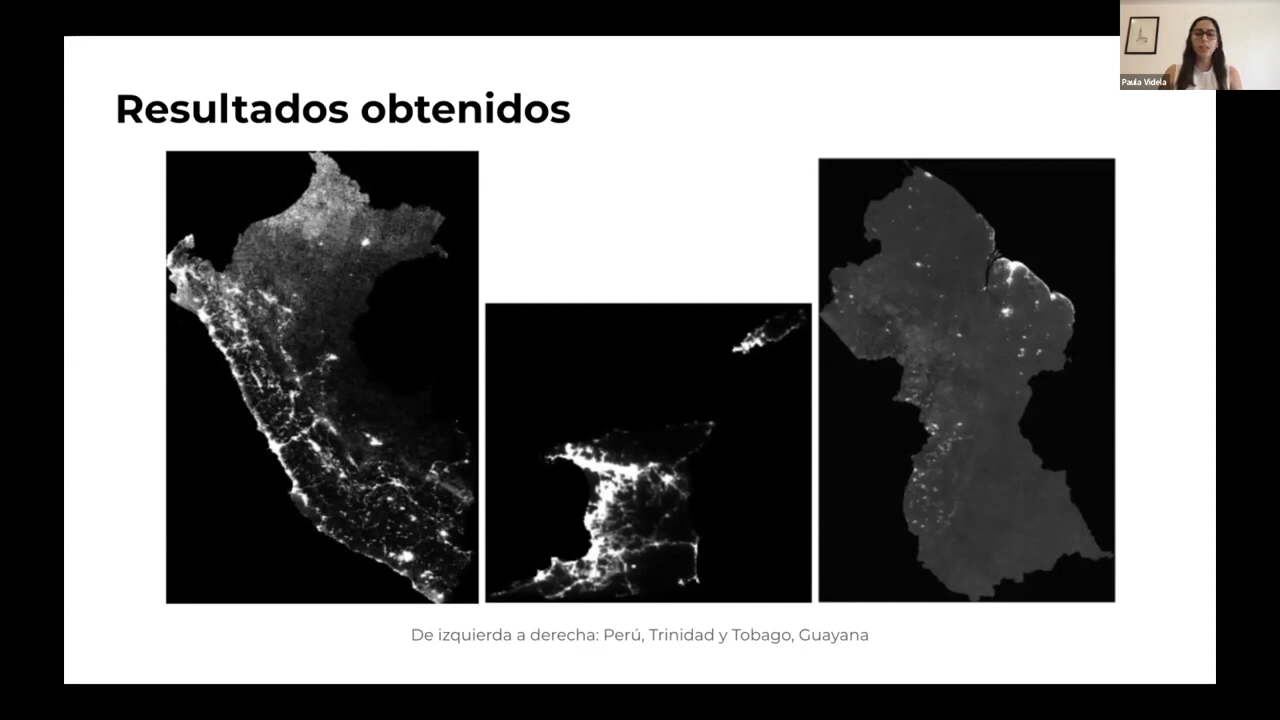 Resultados obtenidos
Paula Videla
De izquierda a derecha: Perú, Trinidad y Tobago, Guayana